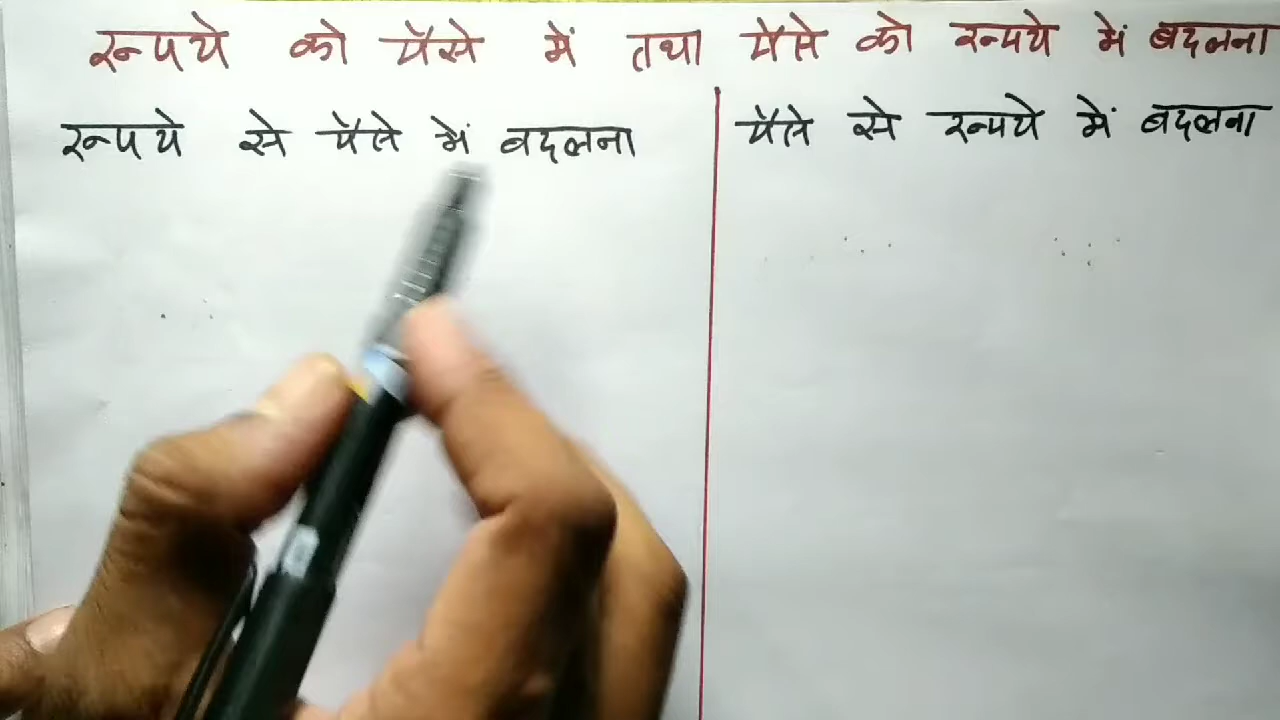 रूपये को पैसे में तथा पैसे को रूपये में बदलना
रूपये से पैसे में बदलना
पैसे से रूपये में बदलना